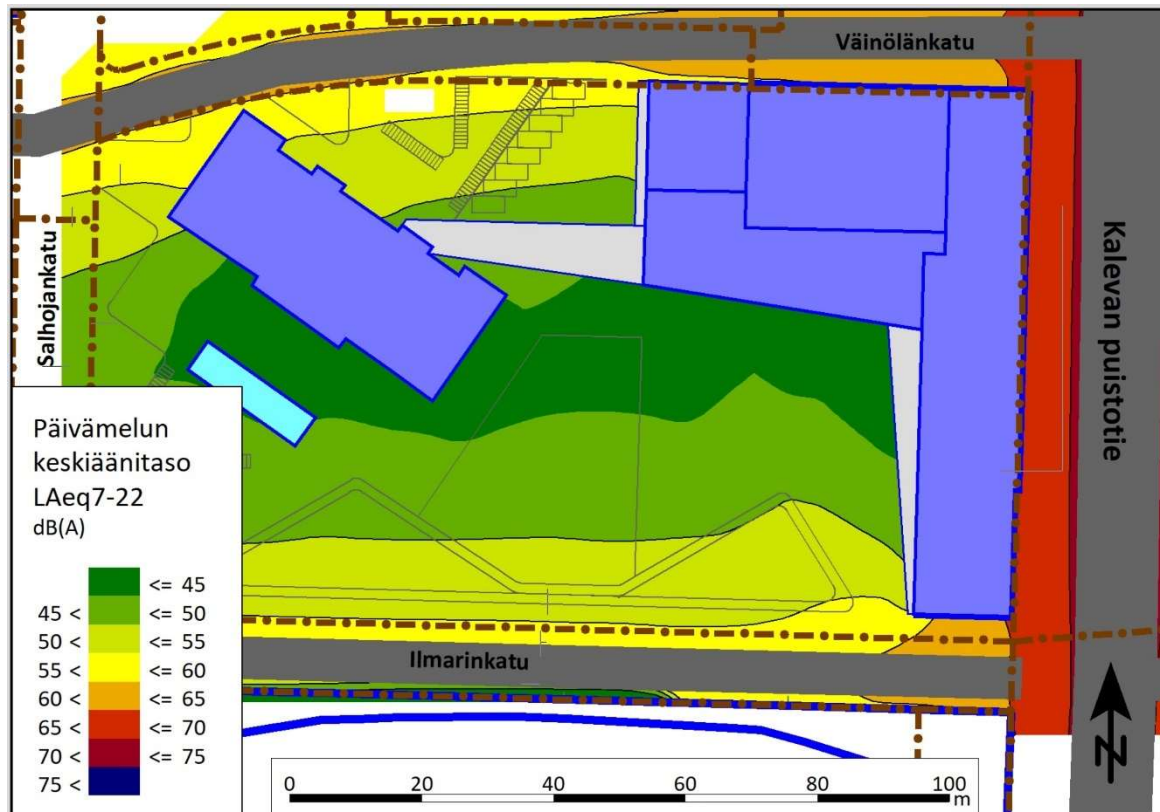 Väinölänkatu
Salhojankatu
Kalevan puistotie
Päivämelun
keskiäänitaso
LAeq7-22
dB(A)
<= 45
45 < <= 50
50 < <= 55
55 < <= 60
60 < <= 65
65 < <= 70
70 < <= 75
75 <
Ilmarinkatu
N
0 20 40 60 80 100
m